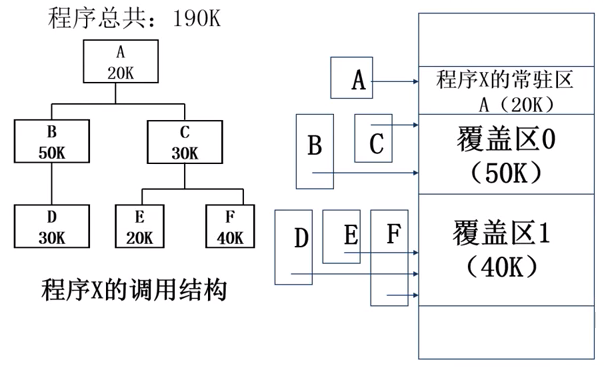 程序总共：190K
A
20K
B
50K
C
30K
D
30K
E
20K
F
40K
程序X的调用结构
A
B
C
D
E
F
程序X的常驻区
A（20K）
覆盖区0
（50K）
覆盖区1
（40K）